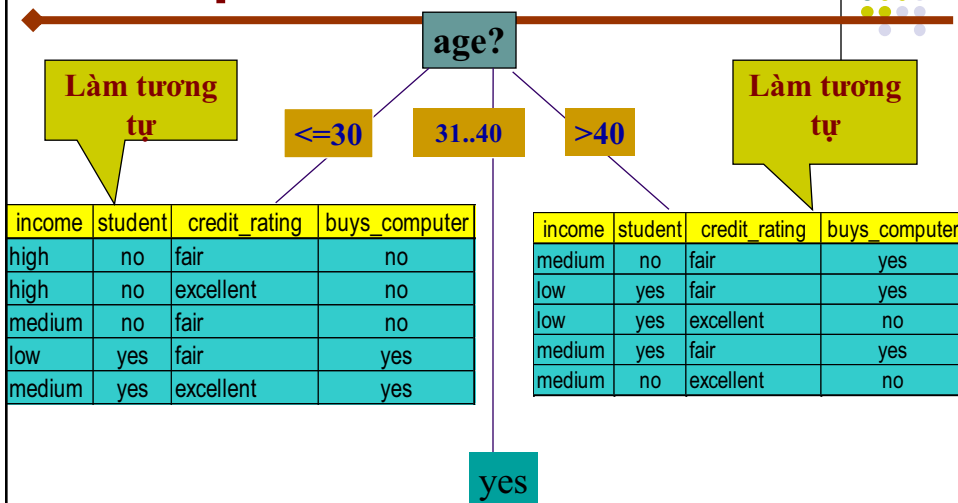 age?
Làm tương
tự
Làm tương
tự
<=30
31..40
>40
income student credit_rating buys_computer
high no fair no
high no excellent no
medium no fair no
low yes fair yes
medium yes excellent yes
income student credit_rating buys_computer
medium no fair yes
low yes fair yes
low yes excellent no
medium yes fair yes
medium no excellent no
yes